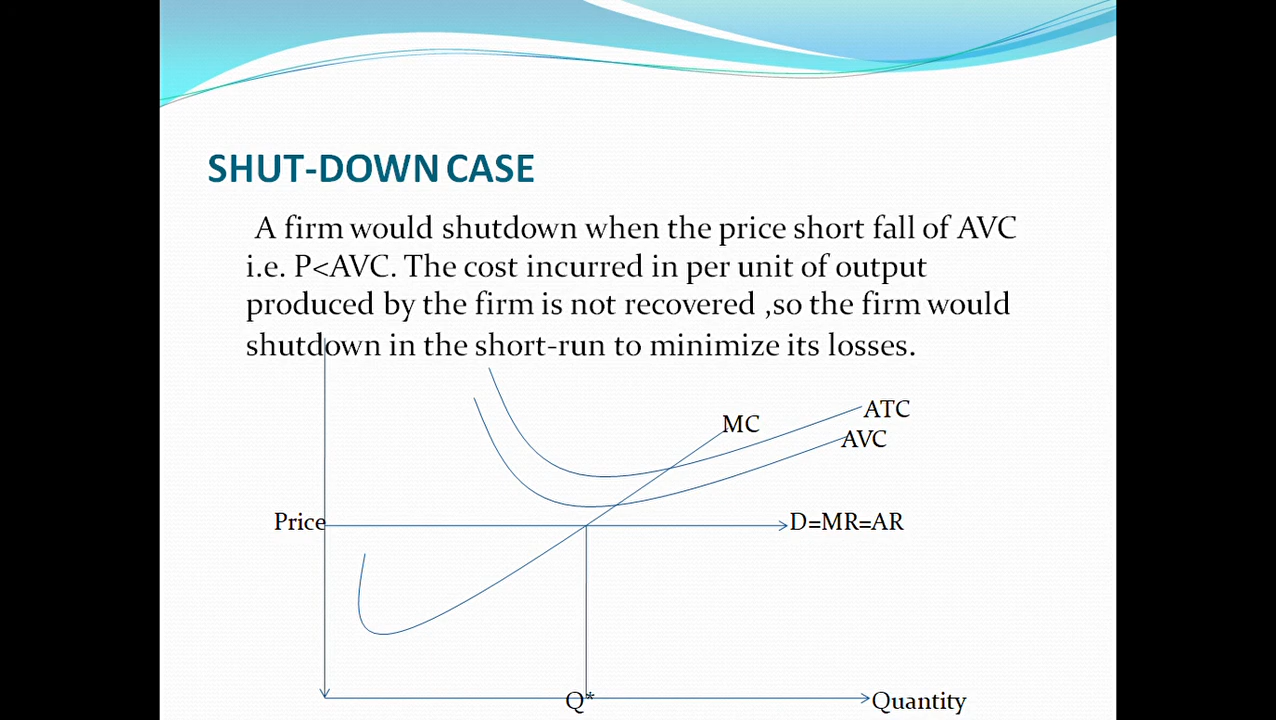 SHUT-DOWN CASE
A firm would shutdown when the price short fall of AVC
i.e. P<AVC. The cost incurred in per unit of output
produced by the firm is not recovered ,so the firm would
shutdown in the short-run to minimize its losses.
ATC
MC
AVC
Price
D=MR=AR
Q*
Quantity